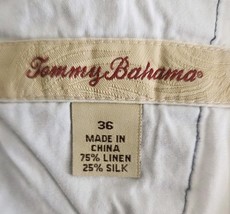 Tommy Bahama®
36
MADE IN
CHINA
75% LINEN
25% SILK